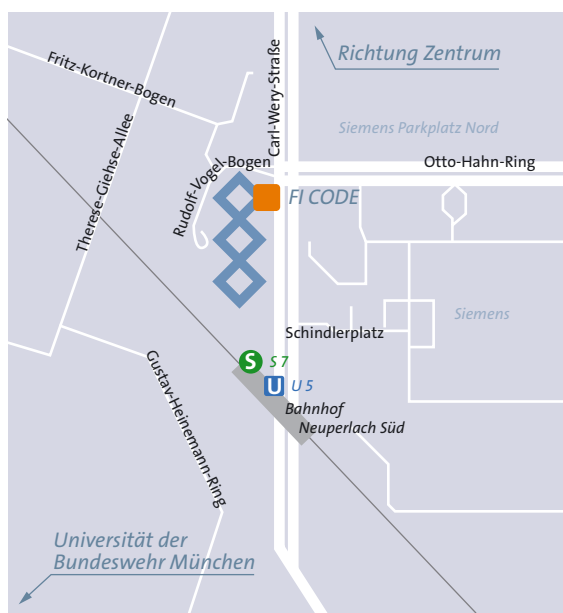 Richtung Zentrum
Fritz-Kortner-Bogen
Carl-Wery-Straße
Siemens Parkplatz Nord
Therese-Giehse-Allee
Rudolf-Vogel-Bogen
Otto-Hahn-Ring
FI CODE
Siemens
Schindlerplatz
S S 7
U U 5
Bahnhof
Neuperlach Süd
Gustav-Heinemann-Ring
Universität der
Bundeswehr München